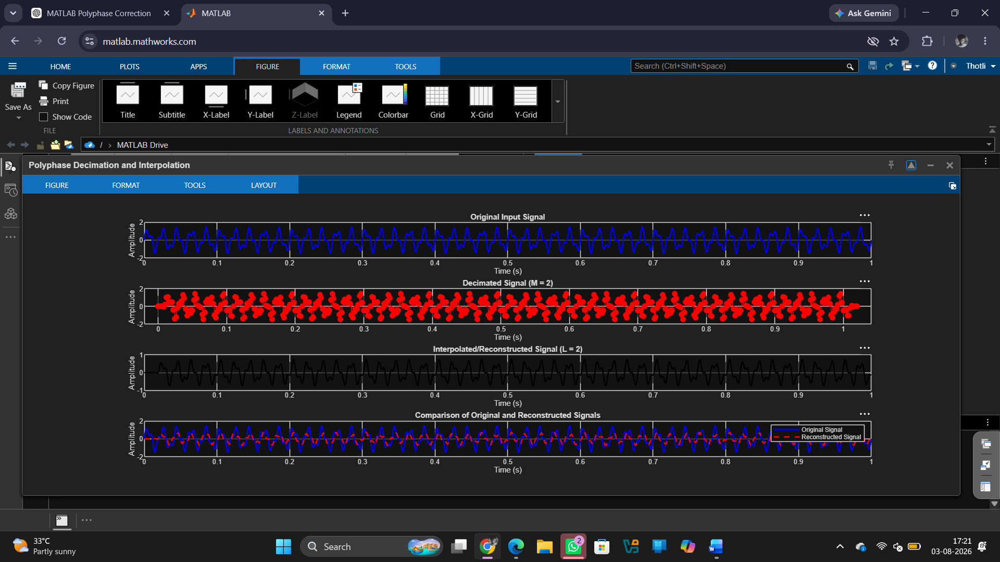 MATLAB Polyphase Correction
MATLAB
Ask Gemini
matlab.mathworks.com
HOME PLOTS APPS FIGURE FORMAT TOOLS
Search (Ctrl+Shift+Space)
Thotli
Save As
Copy Figure
Print
Show Code
FILE
Title Subtitle X-Label Y-Label Z-Label Legend Colorbar Grid X-Grid Y-Grid
LABELS AND ANNOTATIONS
/ › MATLAB Drive
Polyphase Decimation and Interpolation
FIGURE FORMAT TOOLS LAYOUT
Original Input Signal
Amplitude
2
0
-2
0 0.1 0.2 0.3 0.4 0.5 0.6 0.7 0.8 0.9 1
Time (s)
Decimated Signal (M = 2)
Amplitude
2
0
-2
0 0.1 0.2 0.3 0.4 0.5 0.6 0.7 0.8 0.9 1
Time (s)
Interpolated/Reconstructed Signal (L = 2)
Amplitude
1
0
-1
0 0.1 0.2 0.3 0.4 0.5 0.6 0.7 0.8 0.9 1
Time (s)
Comparison of Original and Reconstructed Signals
Amplitude
2
0
-2
Original Signal
Reconstructed Signal
0 0.1 0.2 0.3 0.4 0.5 0.6 0.7 0.8 0.9 1
Time (s)
33°C
Partly sunny
Search
2
17:21
03-08-2026